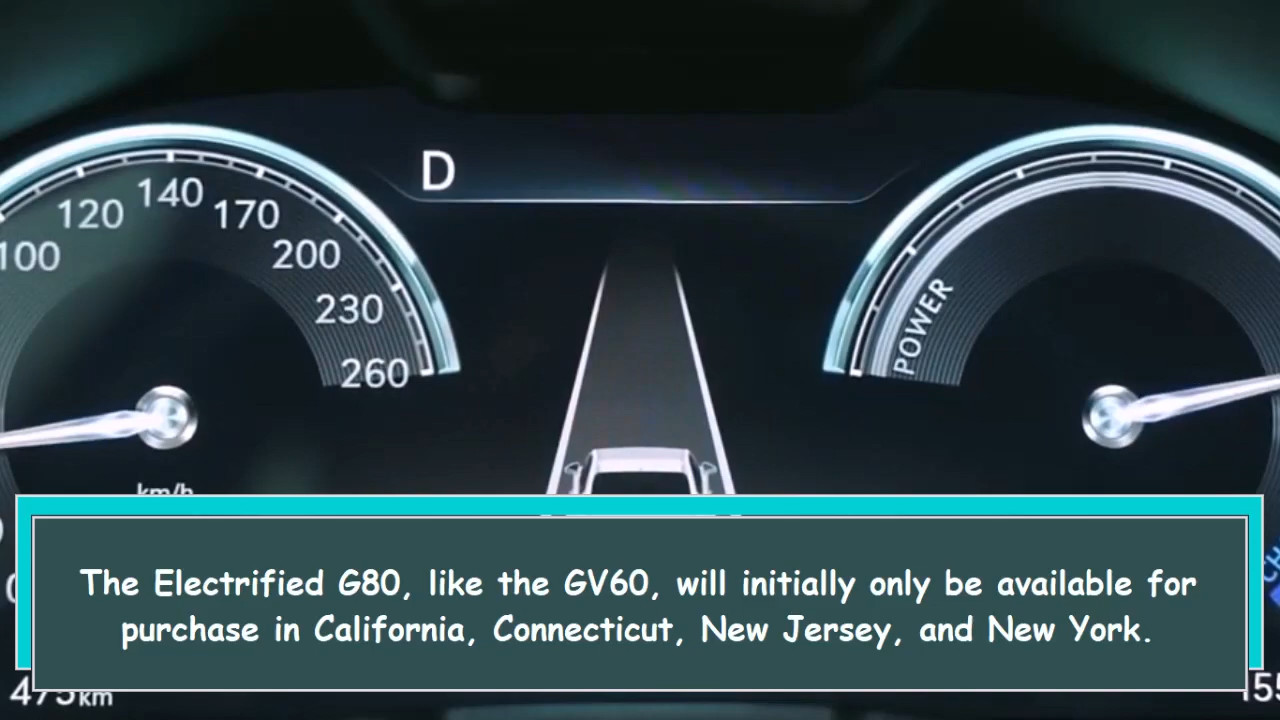 D
140
120
170
100
200
230
POWER
260
km/h
The Electrified G80, like the GV60, will initially only be available for
purchase in California, Connecticut, New Jersey, and New York.
475km